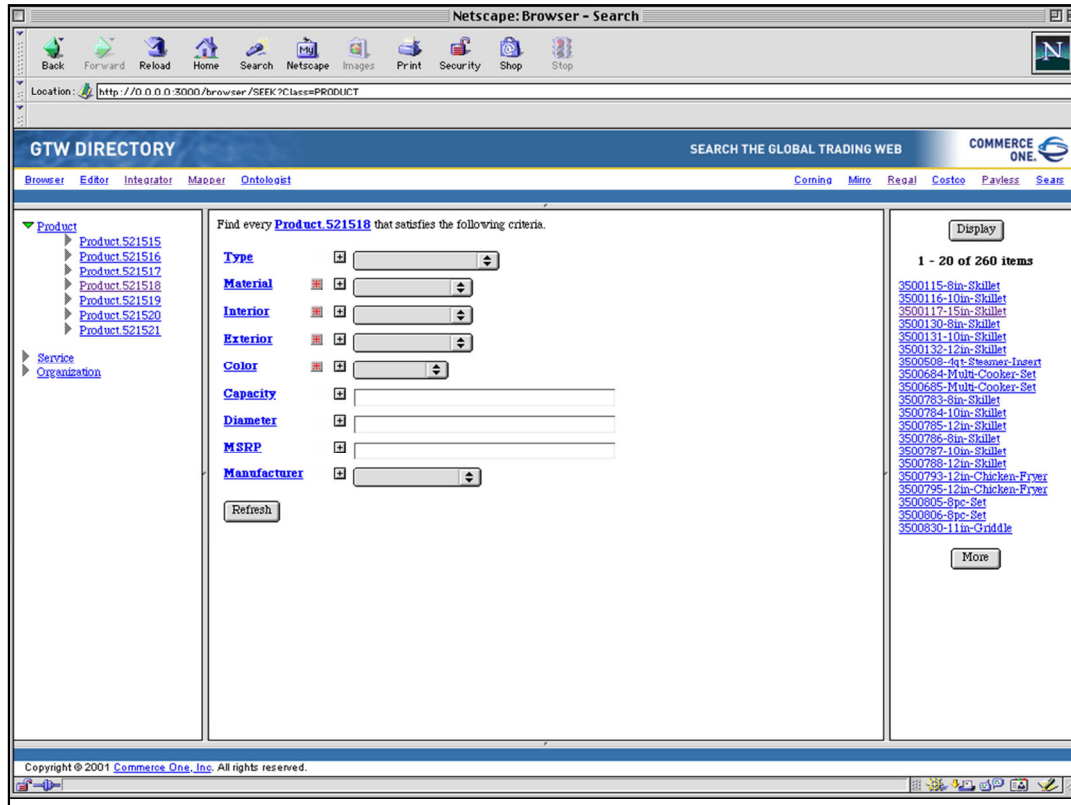 Netscape: Browser - Search
Back Forward Reload Home Search Netscape Images Print Security Shop Stop
My
N
Location: http://0.0.0.0:3000/browser/SEEK?Class=PRODUCT
GTW DIRECTORY
SEARCH THE GLOBAL TRADING WEB
COMMERCE
ONE.
Browser Editor Integrator Mapper Ontologist
Corning Mirro Regal Costco Payless Sears
Product
Product.521515
Product.521516
Product.521517
Product.521518
Product.521519
Product.521520
Product.521521
Service
Organization
Find every Product.521518 that satisfies the following criteria.
Type
Material
Interior
Exterior
Color
Capacity
Diameter
MSRP
Manufacturer
Refresh
Display
1 - 20 of 260 items
3500115-8in-Skillet
3500116-10in-Skillet
3500117-15in-Skillet
3500130-8in-Skillet
3500131-10in-Skillet
3500132-12in-Skillet
3500508-4qt-Steamer-Insert
3500684-Multi-Cooker-Set
3500685-Multi-Cooker-Set
3500783-8in-Skillet
3500784-10in-Skillet
3500785-12in-Skillet
3500786-8in-Skillet
3500787-10in-Skillet
3500788-12in-Skillet
3500793-12in-Chicken-Fryer
3500795-12in-Chicken-Fryer
3500805-8pc-Set
3500806-8pc-Set
3500830-11in-Griddle
More
Copyright © 2001 Commerce One, Inc. All rights reserved.